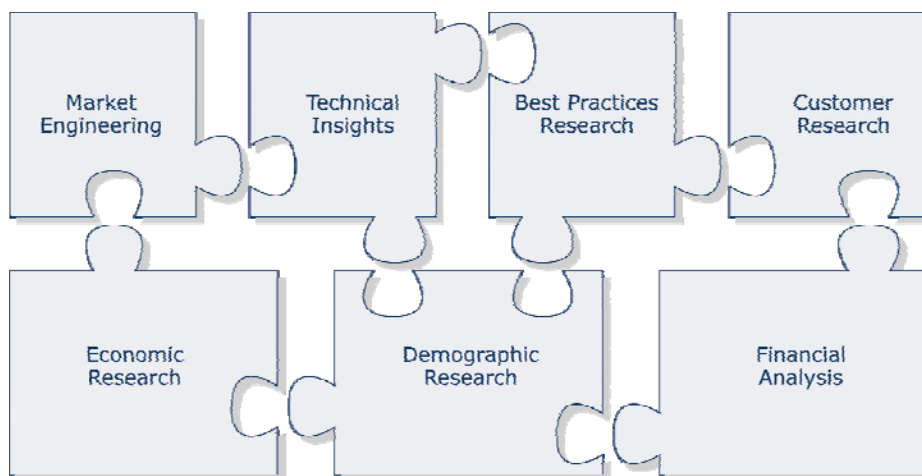 Market
Engineering
Technical
Insights
Best Practices
Research
Customer
Research
Economic
Research
Demographic
Research
Financial
Analysis